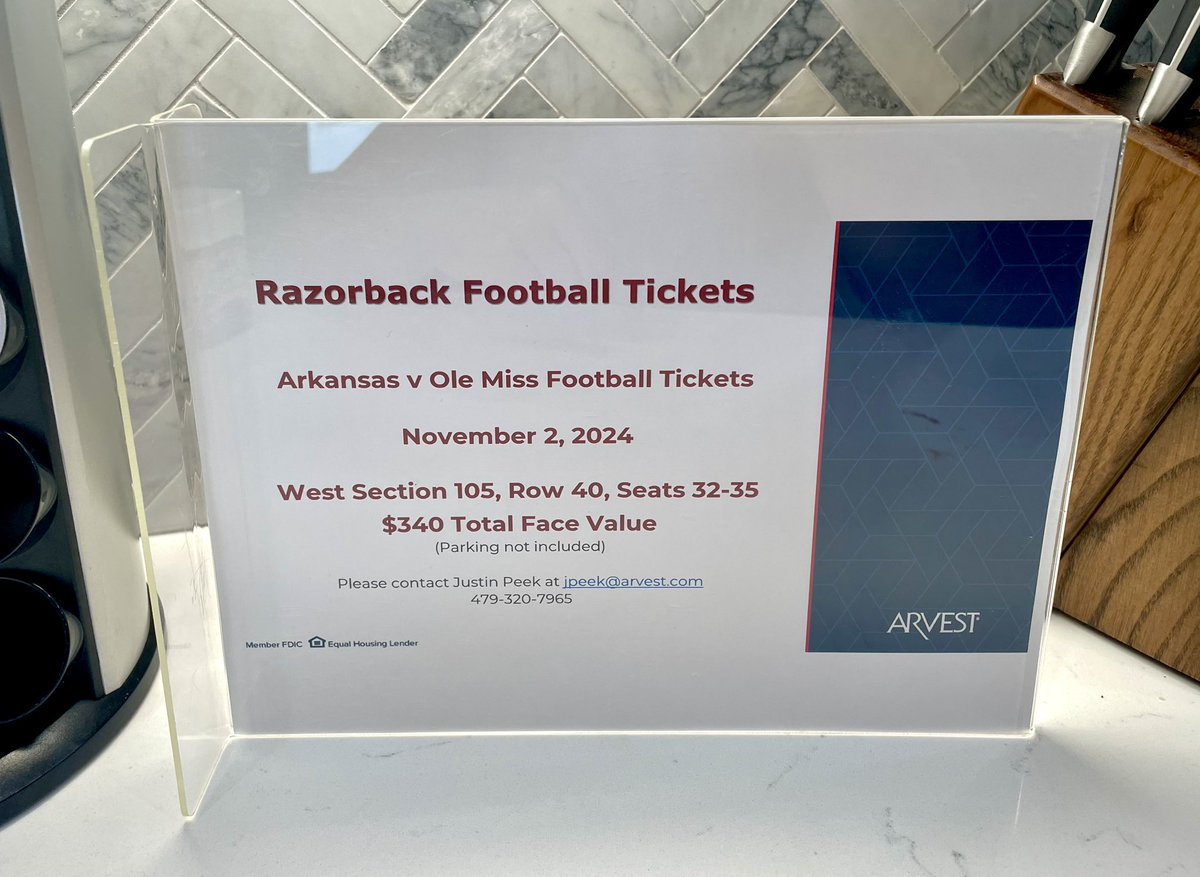 Razorback Football Tickets
Arkansas v Ole Miss Football Tickets
November 2, 2024
West Section 105, Row 40, Seats 32-35
$340 Total Face Value
(Parking not included)
Please contact Justin Peek at jpeek@arvest.com
479-320-7965
Member FDIC Equal Housing Lender
ARVEST